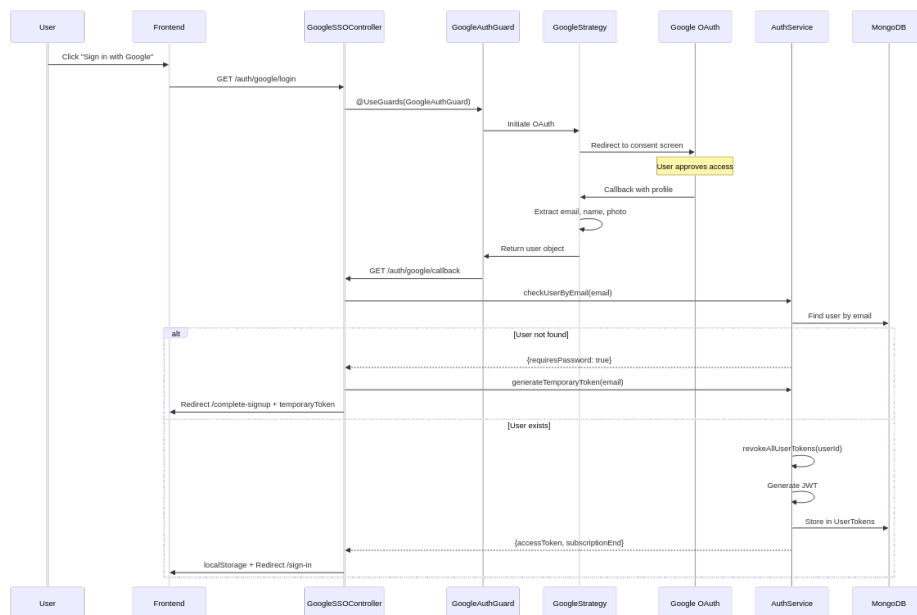 User Frontend GoogleSSOController GoogleAuthGuard GoogleStrategy Google OAuth AuthService MongoDB
Click "Sign in with Google"
GET /auth/google/login
@UseGuards(GoogleAuthGuard)
Initiate OAuth
Redirect to consent screen
User approves access
Callback with profile
Extract email, name, photo
Return user object
GET /auth/google/callback
checkUserByEmail(email)
Find user by email
alt [User not found]
{requiresPassword: true}
generateTemporaryToken(email)
Redirect /complete-signup + temporaryToken
[User exists]
revokeAllUserTokens(userId)
Generate JWT
Store in UserTokens
{accessToken, subscriptionEnd}
localStorage + Redirect /sign-in
User Frontend GoogleSSOController GoogleAuthGuard GoogleStrategy Google OAuth AuthService MongoDB